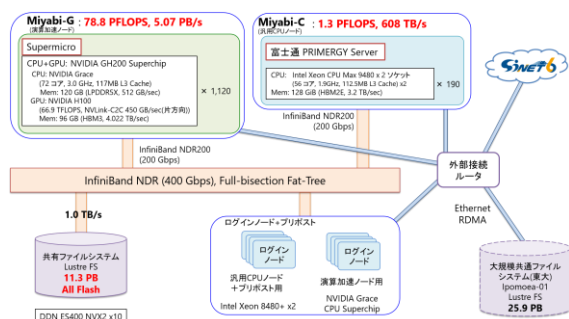 Miyabi-G : 78.8 PFLOPS, 5.07 PB/s
(演算加速ノード)
Supermicro
CPU+GPU: NVIDIA GH200 Superchip
CPU: NVIDIA Grace
(72 コア, 3.0 GHz, 117MB L3 Cache)
Mem: 120 GB (LPDDR5X, 512 GB/sec)
GPU: NVIDIA H100
(66.9 TFLOPS, NVLink-C2C 450 GB/sec(片方向))
Mem: 96 GB (HBM3, 4.022 TB/sec)
× 1,120
Miyabi-C : 1.3 PFLOPS, 608 TB/s
(汎用CPUノード)
富士通 PRIMERGY Server
CPU: Intel Xeon CPU Max 9480 x 2 ソケット
(56 コア, 1.9GHz, 112.5MB L3 Cache) x2
Mem: 128 GiB (HBM2E, 3.2 TB/sec)
× 190
SINET6
InfiniBand NDR200
(200 Gbps)
InfiniBand NDR200
(200 Gbps)
InfiniBand NDR (400 Gbps), Full-bisection Fat-Tree
外部接続
ルータ
1.0 TB/s
Ethernet
RDMA
共有ファイルシステム
Lustre FS
11.3 PB
All Flash
DDN ES400 NVX2 x10
ログインノード+プリポスト
ログイン
ノード
汎用CPUノード
+プリポスト用
Intel Xeon 8480+ x2
ログイン
ノード
演算加速ノード用
NVIDIA Grace
CPU Superchip
大規模共通ファイル
システム(東大)
Ipomoea-01
Lustre FS
25.9 PB